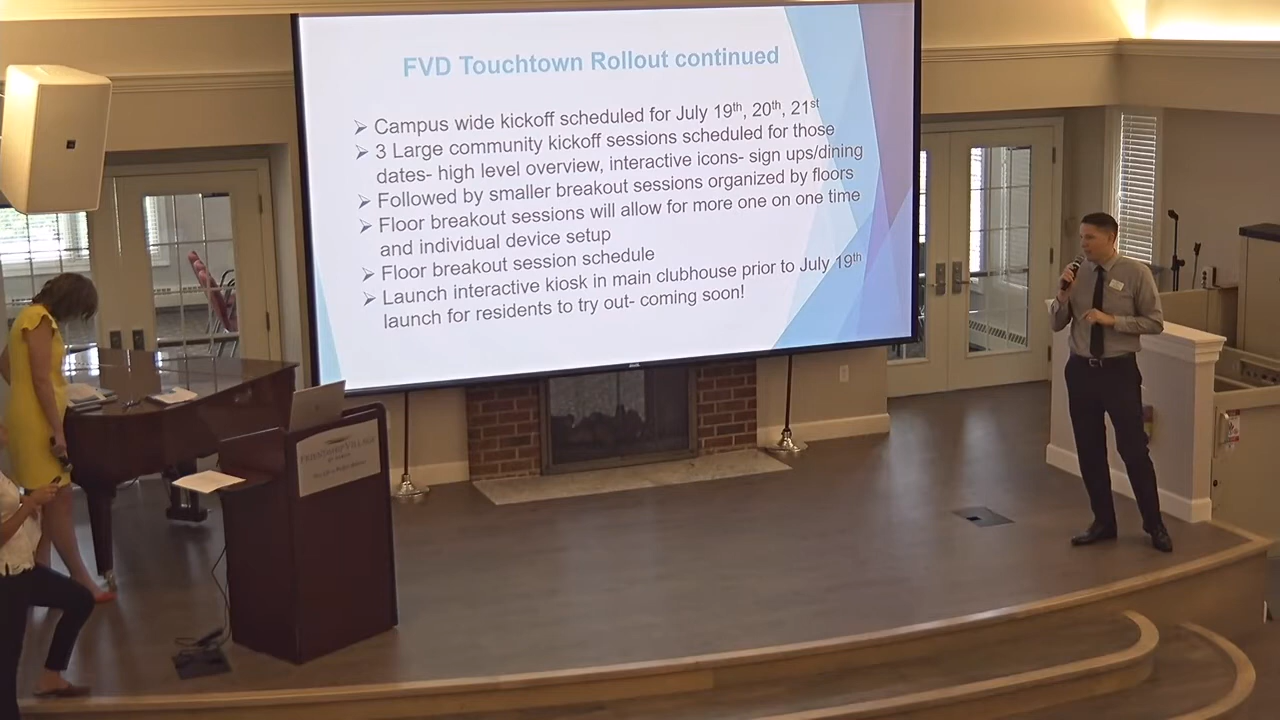 FVD Touchtown Rollout continued
➢ Campus wide kickoff scheduled for July 19th, 20th, 21st
➢ 3 Large community kickoff sessions scheduled for those
dates- high level overview, interactive icons- sign ups/dining
➢ Followed by smaller breakout sessions organized by floors
➢ Floor breakout sessions will allow for more one on one time
and individual device setup
➢ Floor breakout session schedule
➢ Launch interactive kiosk in main clubhouse prior to July 19th
launch for residents to try out- coming soon!
FRIENDSHIP VILLAGE